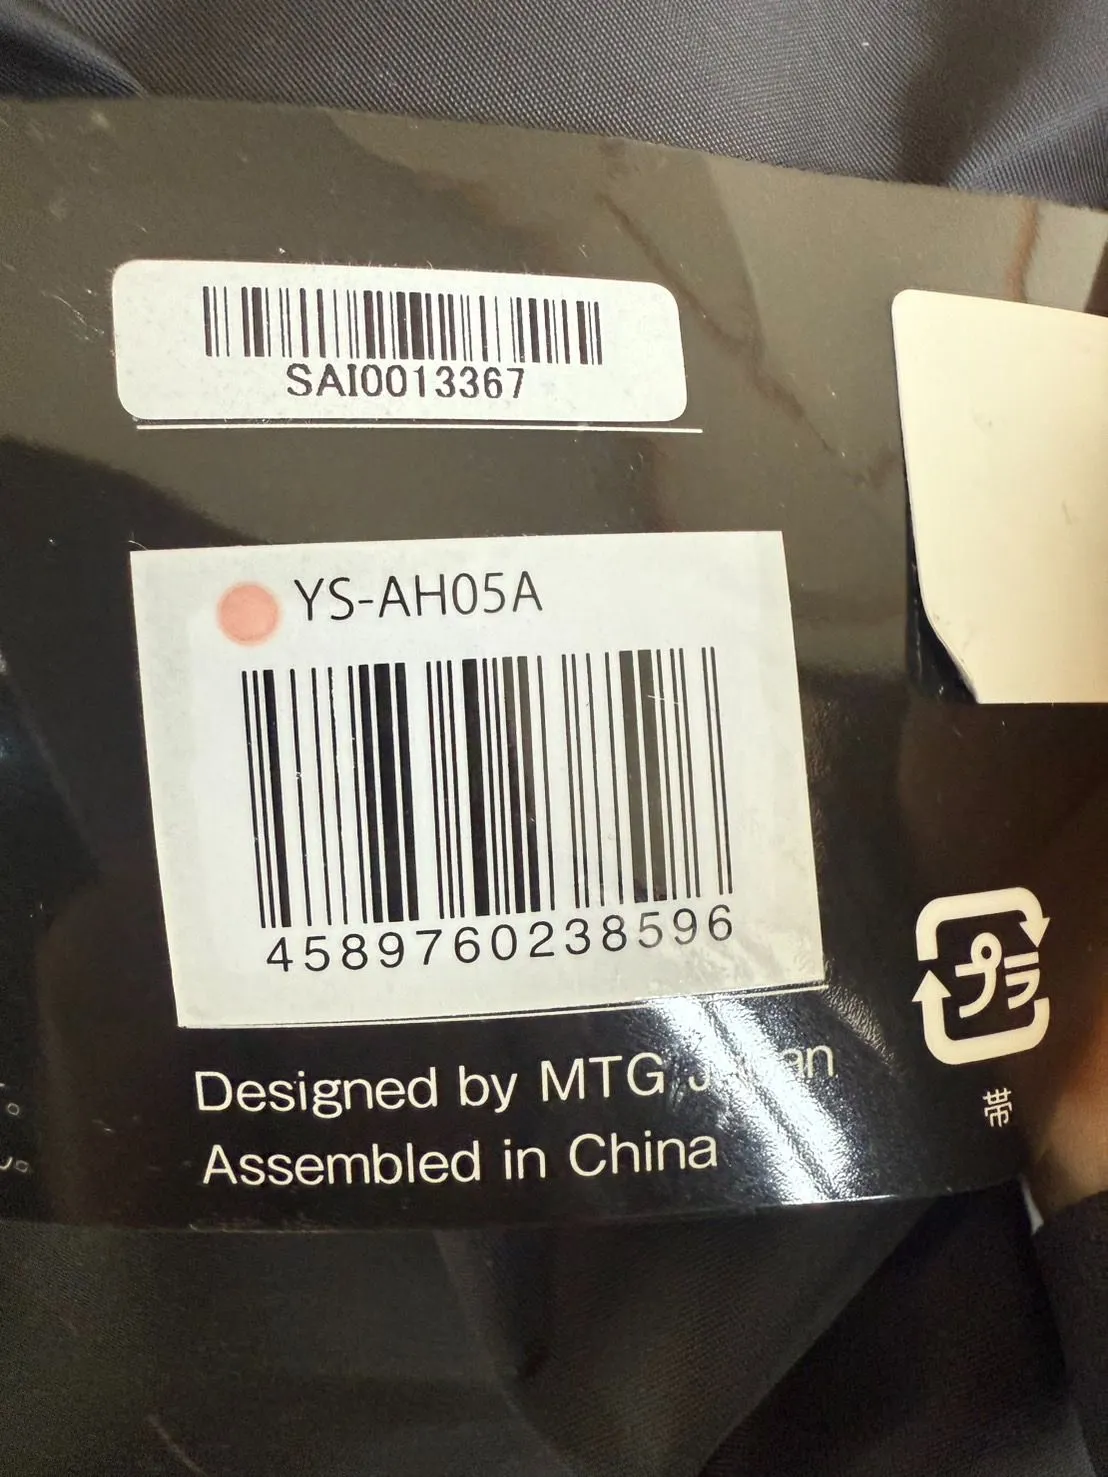 SAI0013367
YS-AH05A
4589760238596
Designed by MTG
Assembled in China
プラ
帯